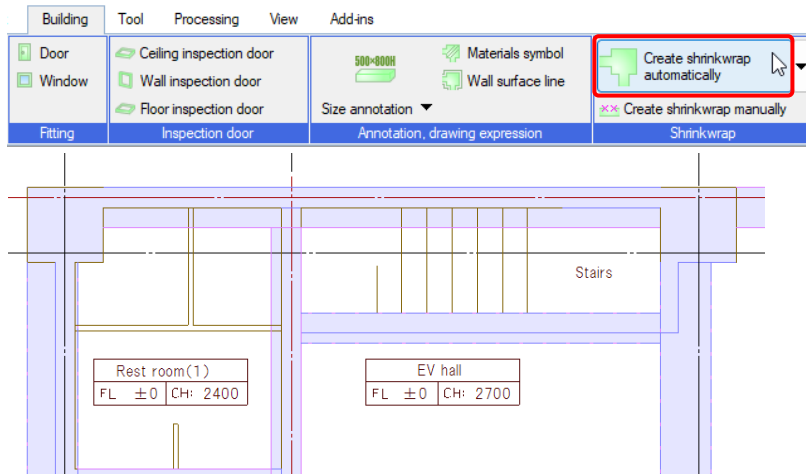 Building Tool Processing View Add-ins
Door
Window
Fitting
Ceiling inspection door
Wall inspection door
Floor inspection door
Inspection door
500×800H
Size annotation
Materials symbol
Wall surface line
Annotation, drawing expression
Create shrinkwrap
automatically
Create shrinkwrap manually
Shrinkwrap
Stairs
Rest room(1)
FL ±0 CH: 2400
EV hall
FL ±0 CH: 2700